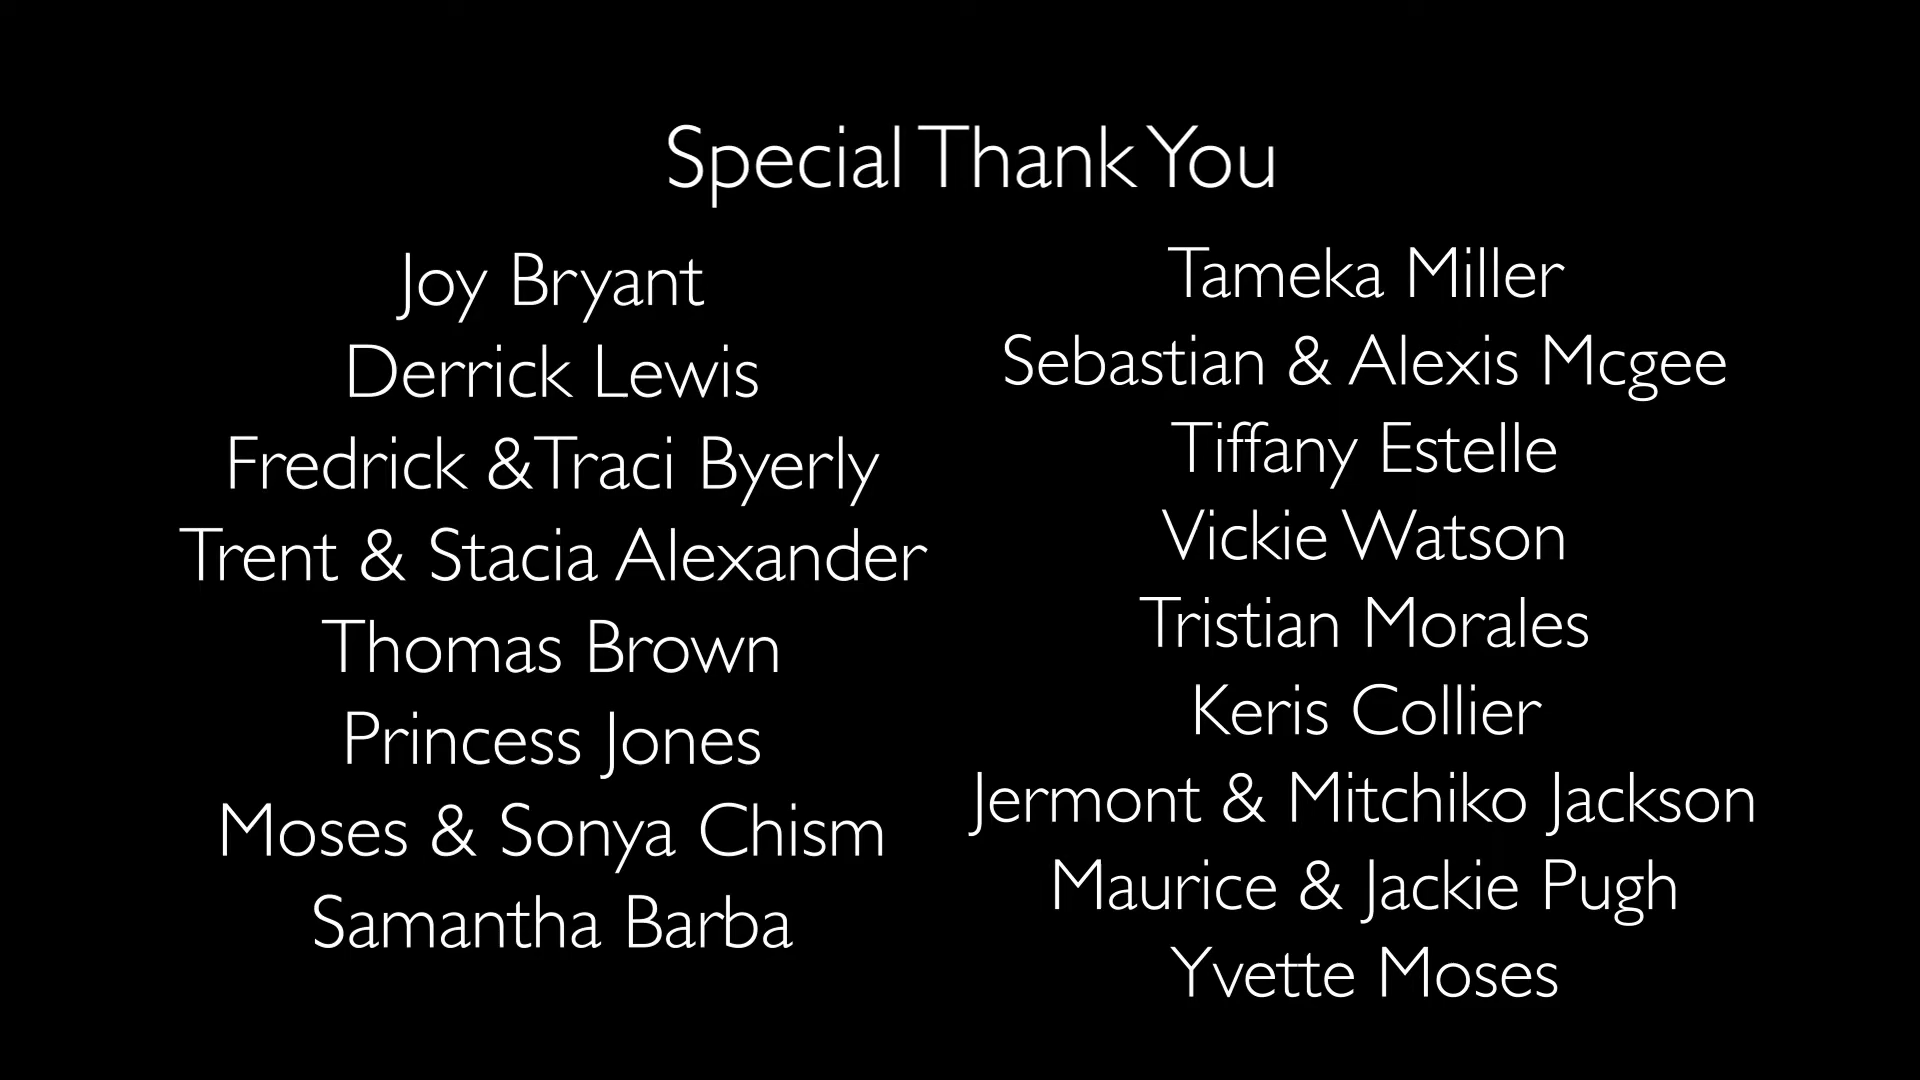 Special Thank You
Joy Bryant
Derrick Lewis
Fredrick &Traci Byerly
Trent & Stacia Alexander
Thomas Brown
Princess Jones
Moses & Sonya Chism
Samantha Barba
Tameka Miller
Sebastian & Alexis Mcgee
Tiffany Estelle
Vickie Watson
Tristian Morales
Keris Collier
Jermont & Mitchiko Jackson
Maurice & Jackie Pugh
Yvette Moses